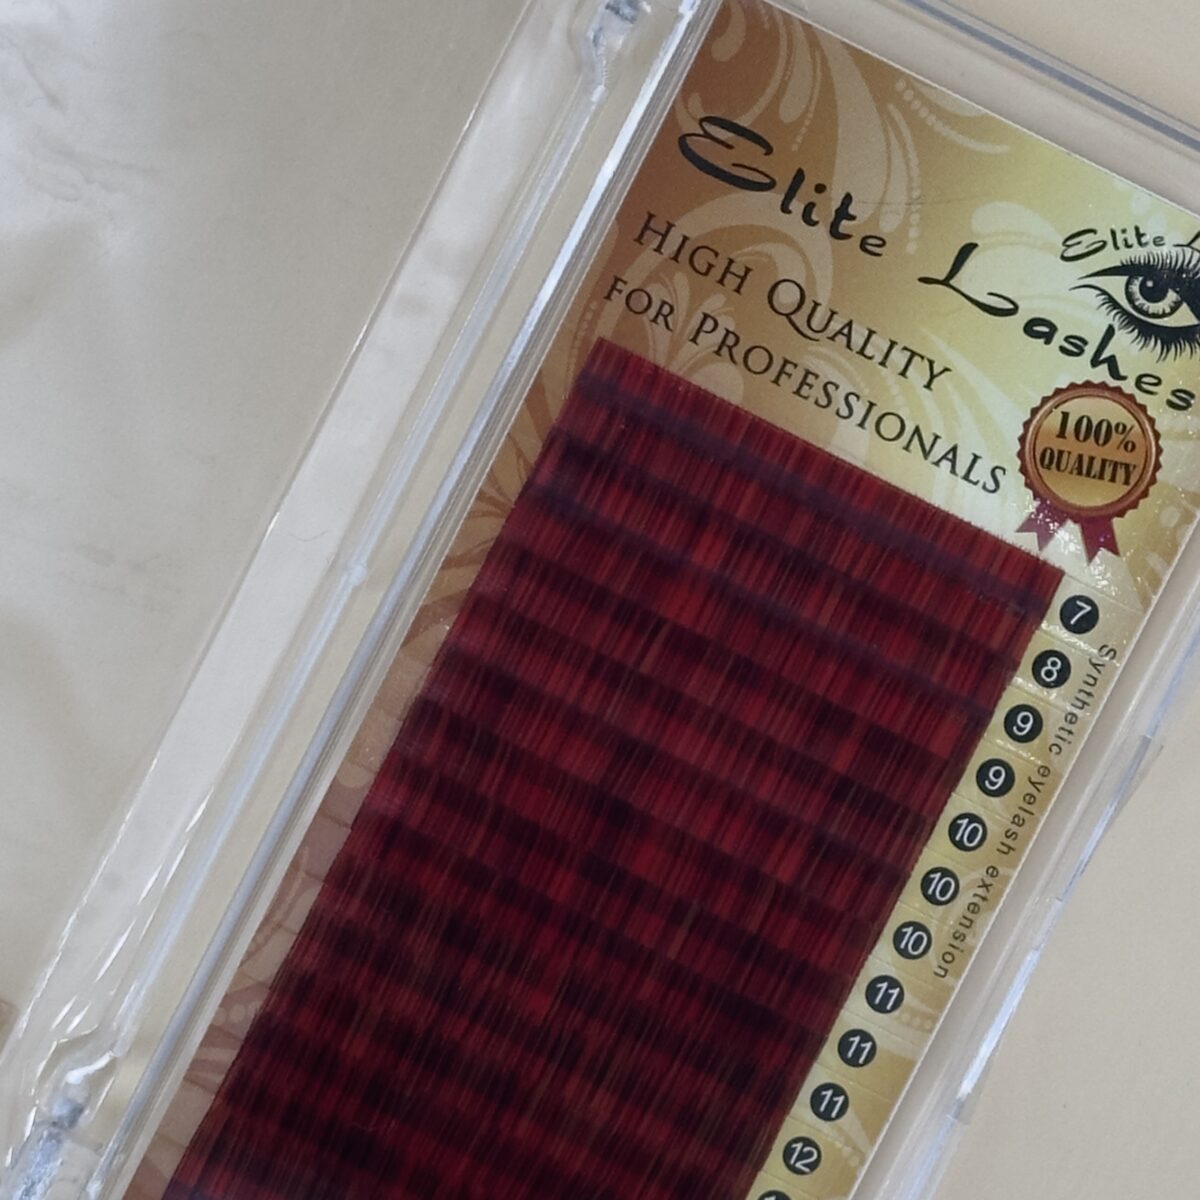 Elite Lashes
Elite
HIGH QUALITY
FOR PROFESSIONALS
100%
QUALITY
7
8
9
9
10
10
10
11
11
11
12
Synthetic eyelash extension